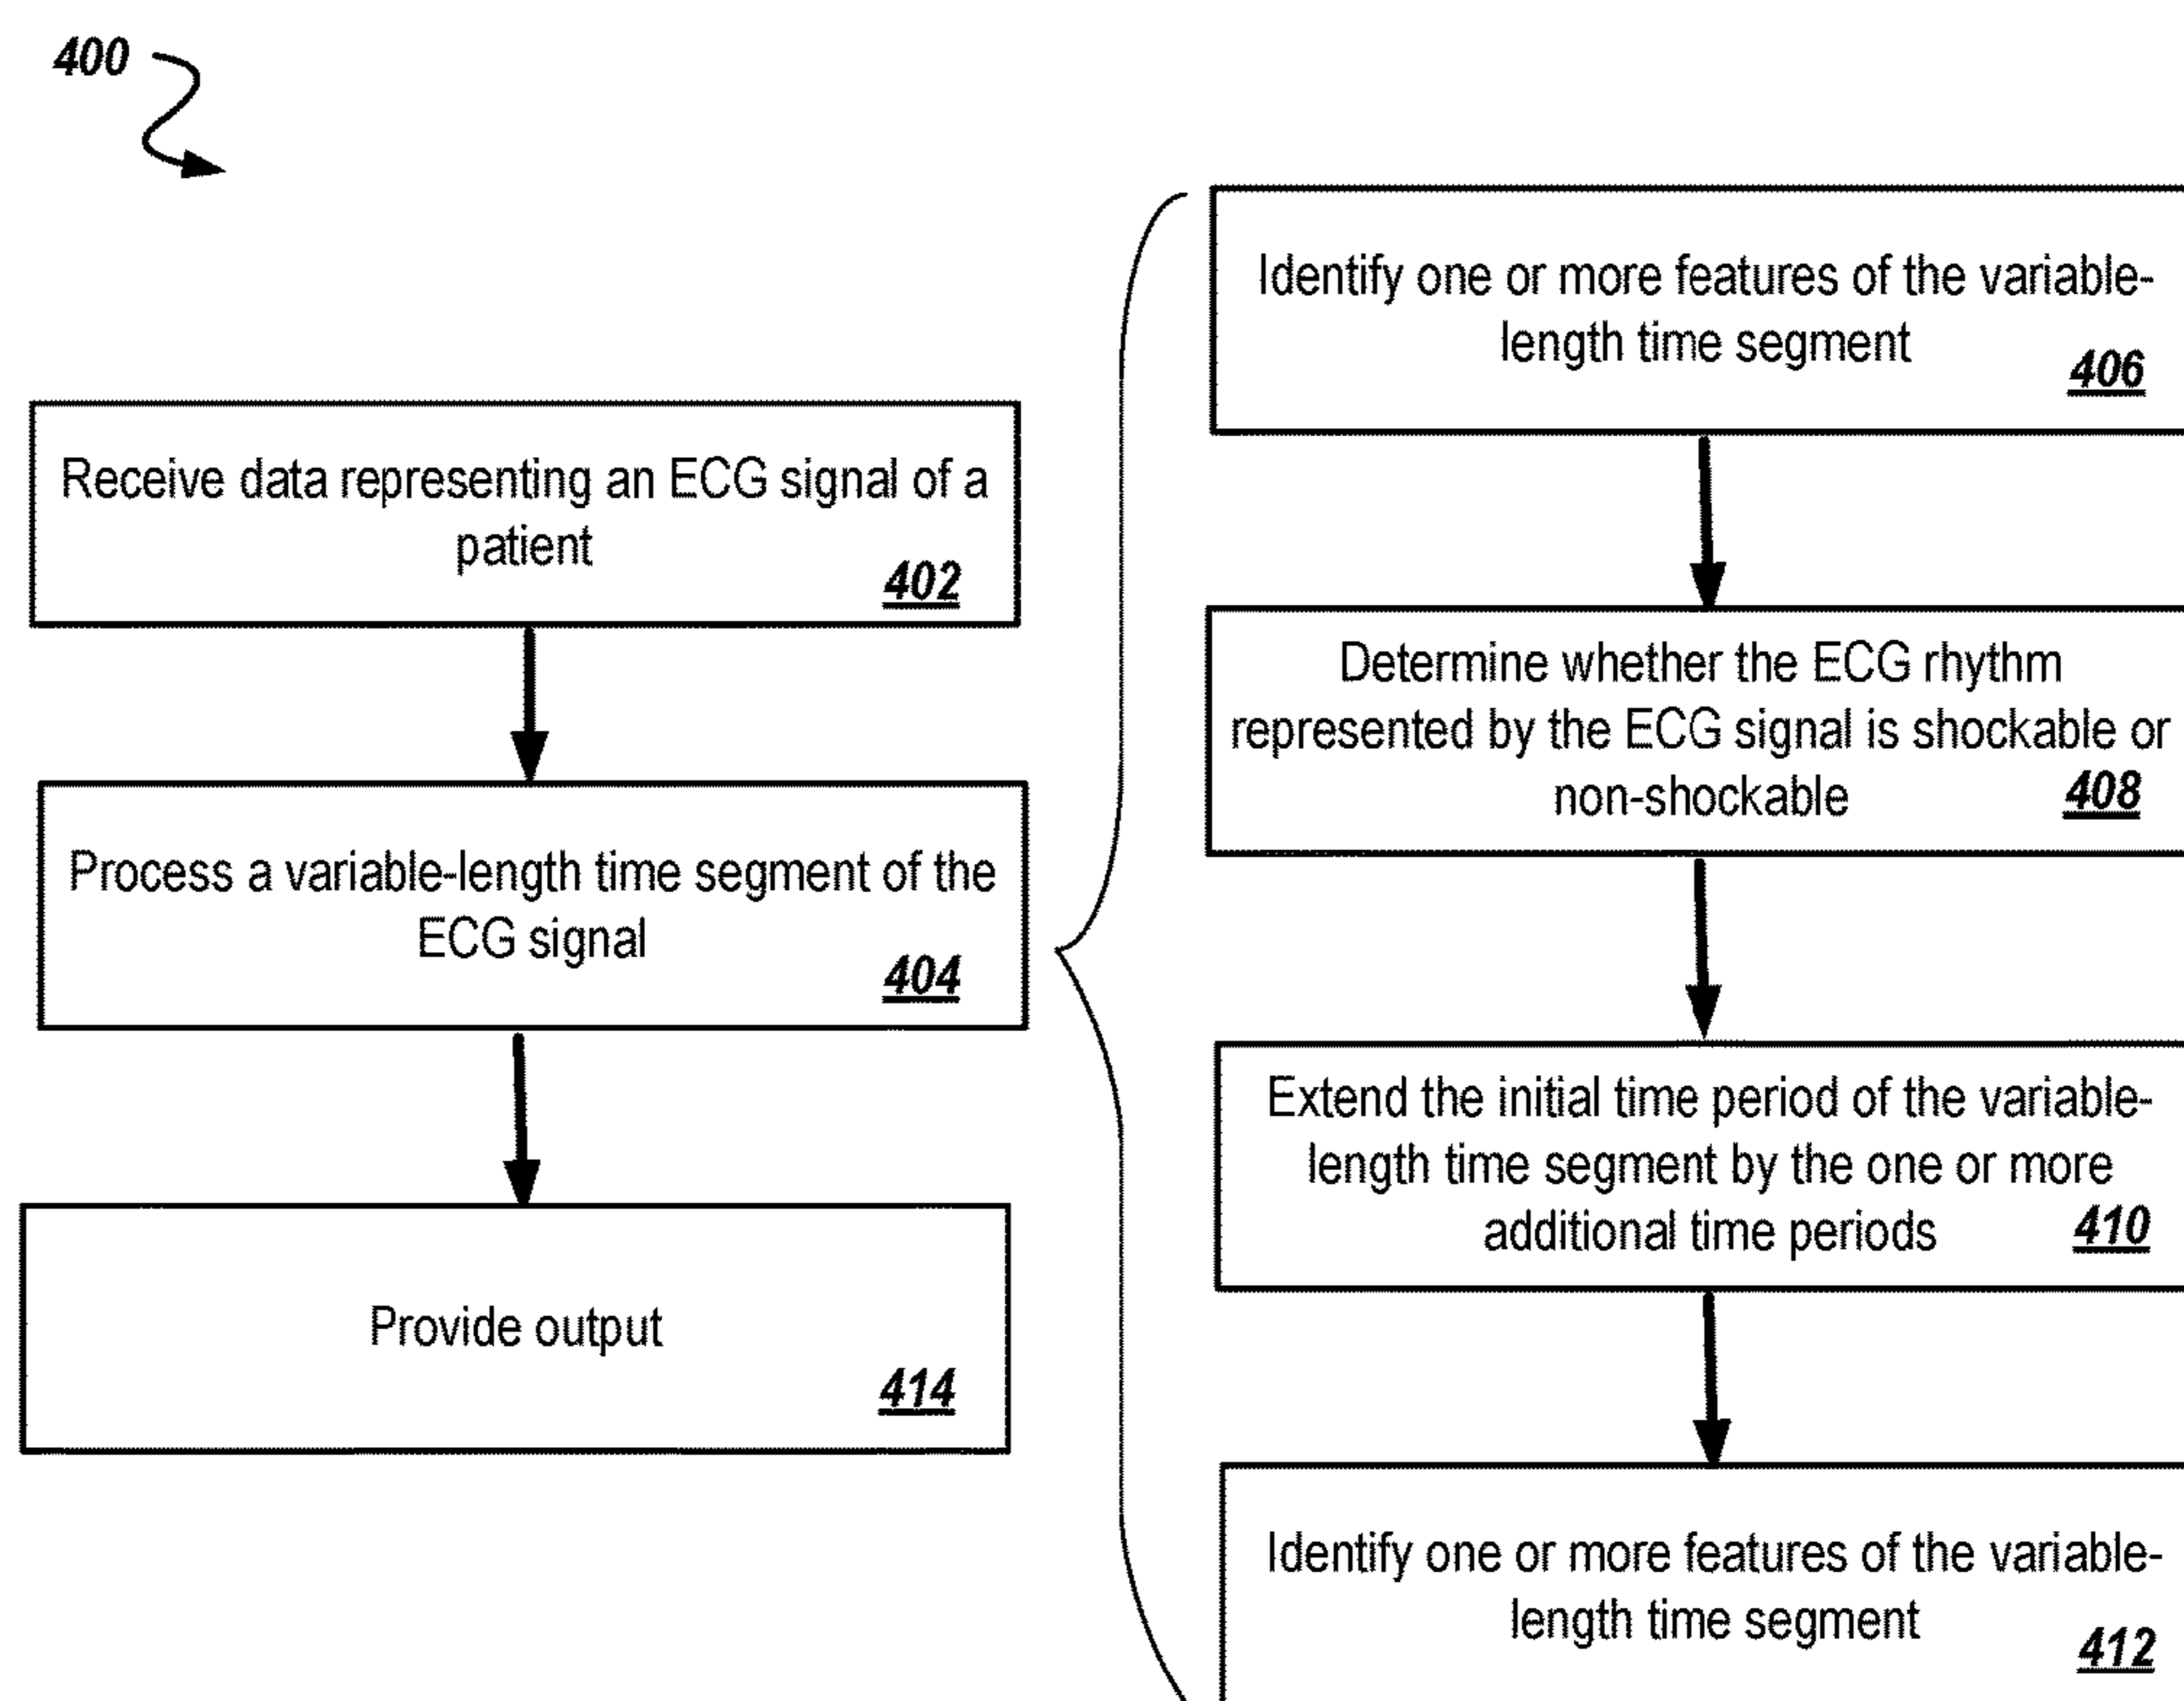 400
Receive data representing an ECG signal of a
patient
402
Process a variable-length time segment of the
ECG signal
404
Provide output
414
Identify one or more features of the variable-
length time segment
406
Determine whether the ECG rhythm
represented by the ECG signal is shockable or
non-shockable
408
Extend the initial time period of the variable-
length time segment by the one or more
additional time periods
410
Identify one or more features of the variable-
length time segment
412